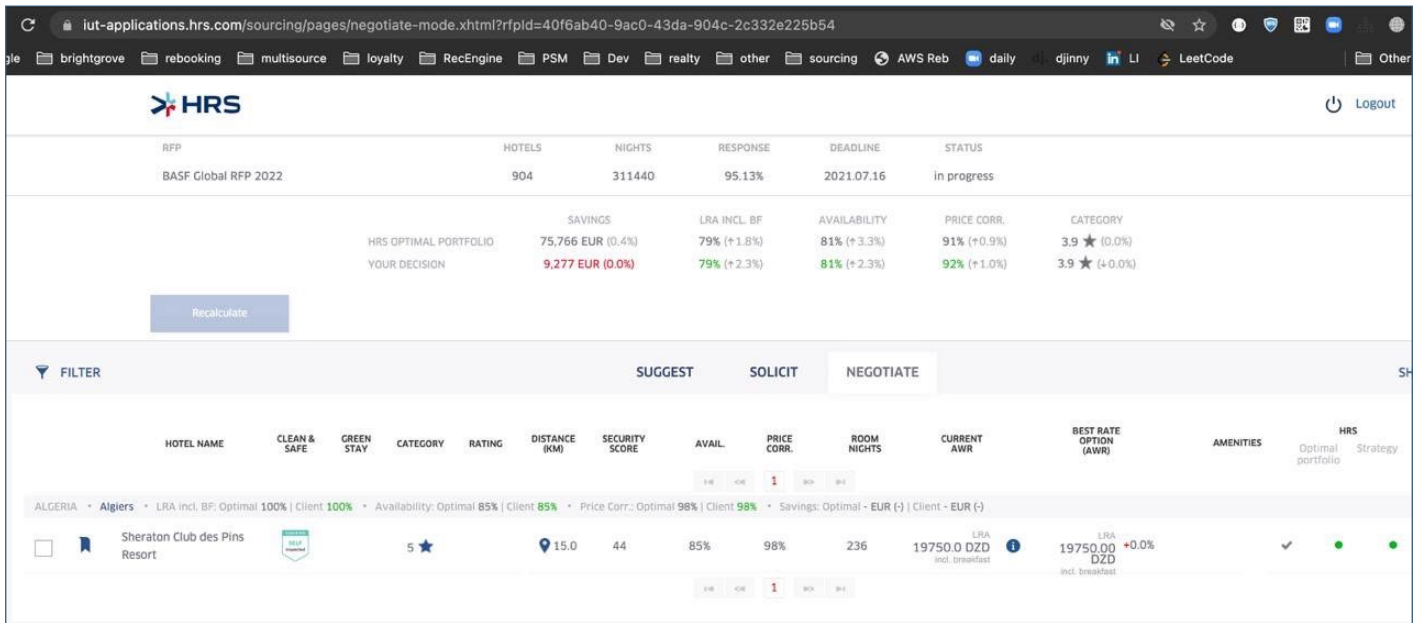 iut-applications.hrs.com/sourcing/pages/negotiate-mode.xhtml?rfpId=40f6ab40-9ac0-43da-904c-2c332e225b54
gle brightgrove rebooking multisource loyalty RecEngine PSM Dev realty other sourcing AWS Reb daily djinny LI LeetCode Other
HRS Logout
RFP HOTELS NIGHTS RESPONSE DEADLINE STATUS
BASF Global RFP 2022 904 311440 95.13% 2021.07.16 in progress
SAVINGS LRA INCL. BF AVAILABILITY PRICE CORR. CATEGORY
HRS OPTIMAL PORTFOLIO 75,766 EUR (0.4%) 79% (↑1.8%) 81% (↑3.3%) 91% (↑0.9%) 3.9 ★ (0.0%)
YOUR DECISION 9,277 EUR (0.0%) 79% (↑2.3%) 81% (↑2.3%) 92% (↑1.0%) 3.9 ★ (↓0.0%)
Recalculate
FILTER SUGGEST SOLICIT NEGOTIATE SH
HOTEL NAME CLEAN & SAFE GREEN STAY CATEGORY RATING DISTANCE (KM) SECURITY SCORE AVAIL. PRICE CORR. ROOM NIGHTS CURRENT AWR BEST RATE OPTION (AWR) AMENITIES HRS
Optimal portfolio Strategy
1
ALGERIA • Algiers • LRA incl. BF: Optimal 100% | Client 100% • Availability: Optimal 85% | Client 85% • Price Corr.: Optimal 98% | Client 98% • Savings: Optimal - EUR (-) | Client - EUR (-)
Sheraton Club des Pins Resort 5 ★ 15.0 44 85% 98% 236 LRA 19750.0 DZD incl. breakfast LRA 19750.00 DZD incl. breakfast +0.0%
1